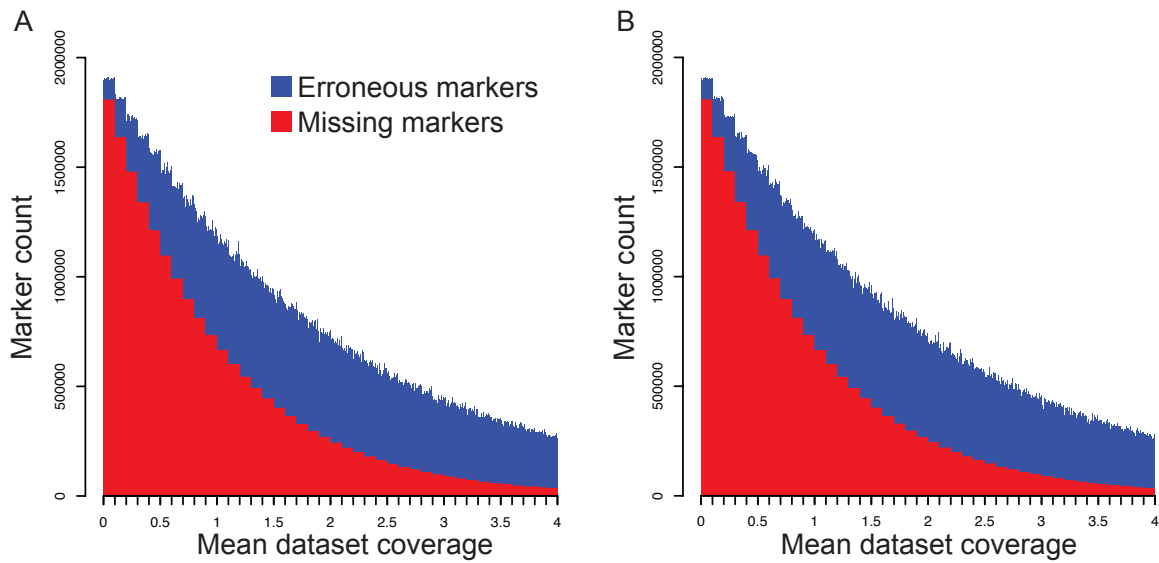 A
Marker count
2000000
1500000
1000000
500000
0
Erroneous markers
Missing markers
0 0.5 1 1.5 2 2.5 3 3.5 4
Mean dataset coverage
B
Marker count
2000000
1500000
1000000
500000
0
0 0.5 1 1.5 2 2.5 3 3.5 4
Mean dataset coverage